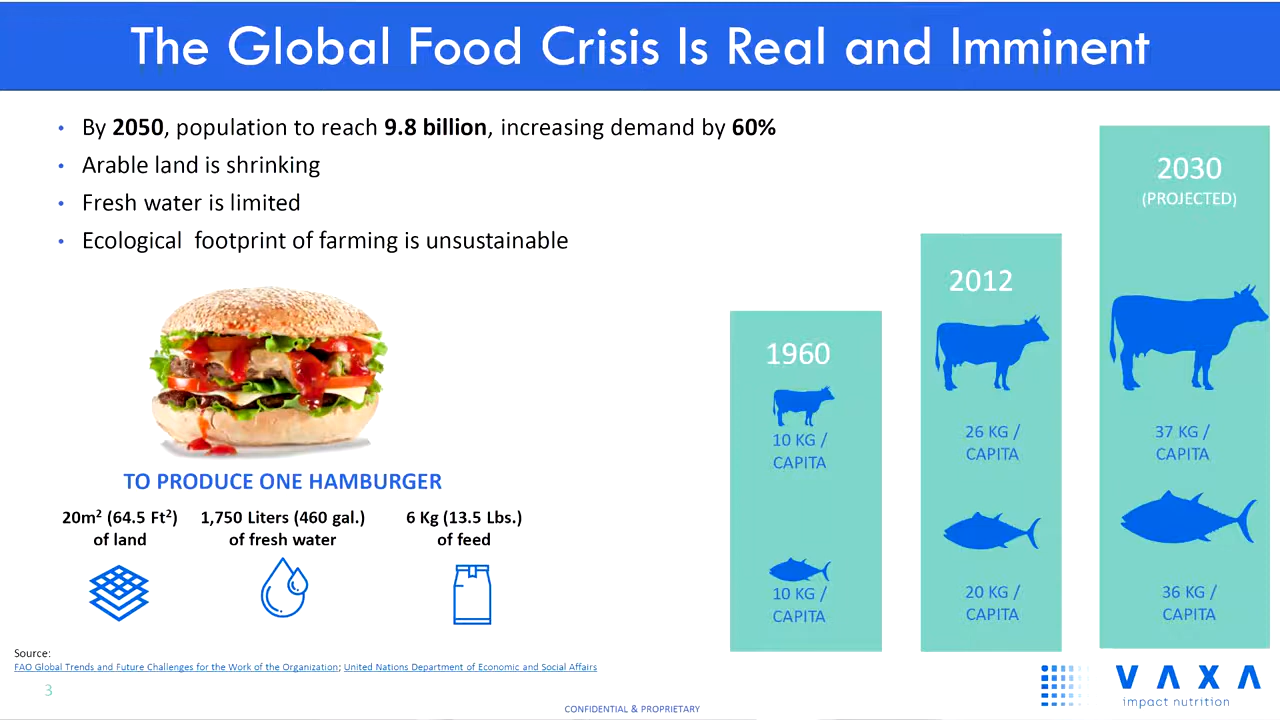 The Global Food Crisis Is Real and Imminent
• By 2050, population to reach 9.8 billion, increasing demand by 60%
• Arable land is shrinking
• Fresh water is limited
• Ecological footprint of farming is unsustainable
TO PRODUCE ONE HAMBURGER
20m² (64.5 Ft²)
of land
1,750 Liters (460 gal.)
of fresh water
6 Kg (13.5 Lbs.)
of feed
1960
10 KG /
CAPITA
10 KG /
CAPITA
2012
26 KG /
CAPITA
20 KG /
CAPITA
2030
(PROJECTED)
37 KG /
CAPITA
36 KG /
CAPITA
Source:
FAO Global Trends and Future Challenges for the Work of the Organization; United Nations Department of Economic and Social Affairs
3
CONFIDENTIAL & PROPRIETARY
VAXA
impact nutrition